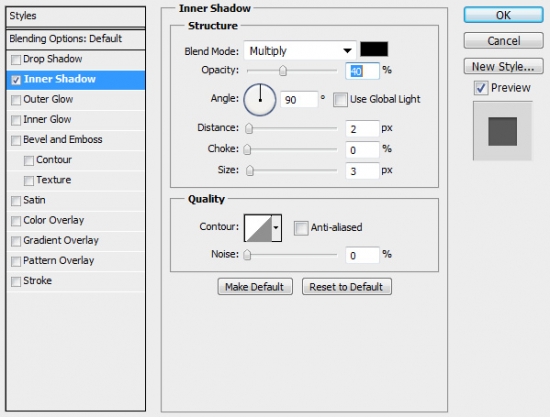 Styles
Blending Options: Default
Drop Shadow
Inner Shadow
Outer Glow
Inner Glow
Bevel and Emboss
Contour
Texture
Satin
Color Overlay
Gradient Overlay
Pattern Overlay
Stroke
Inner Shadow
Structure
Blend Mode: Multiply
Opacity: 40 %
Angle: 90 ° Use Global Light
Distance: 2 px
Choke: 0 %
Size: 3 px
Quality
Contour: Anti-aliased
Noise: 0 %
Make Default Reset to Default
OK
Cancel
New Style...
Preview